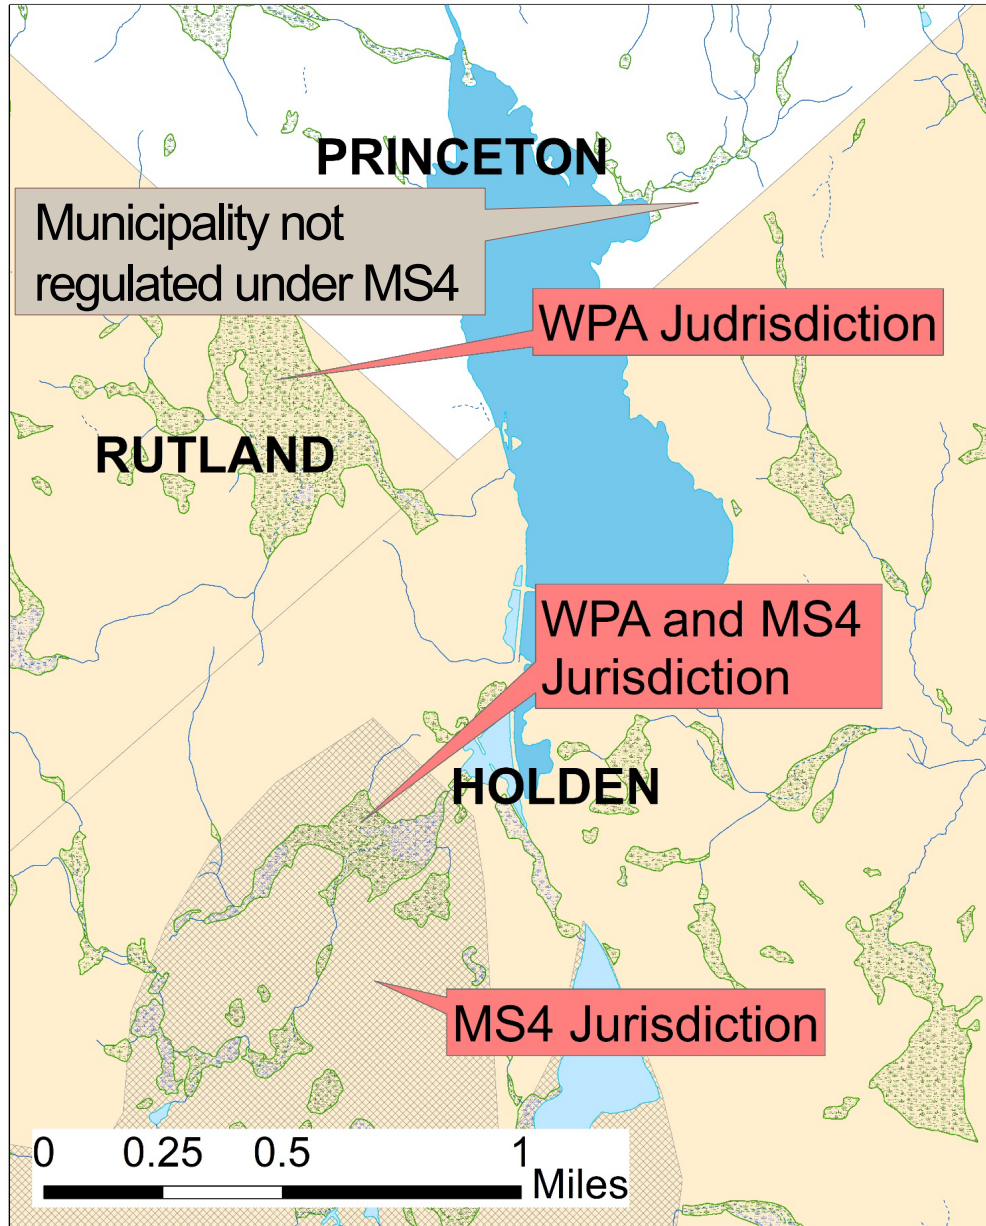 PRINCETON
Municipality not
regulated under MS4
WPA Judrisdiction
RUTLAND
WPA and MS4
Jurisdiction
HOLDEN
MS4 Jurisdiction
0 0.25 0.5 1
Miles